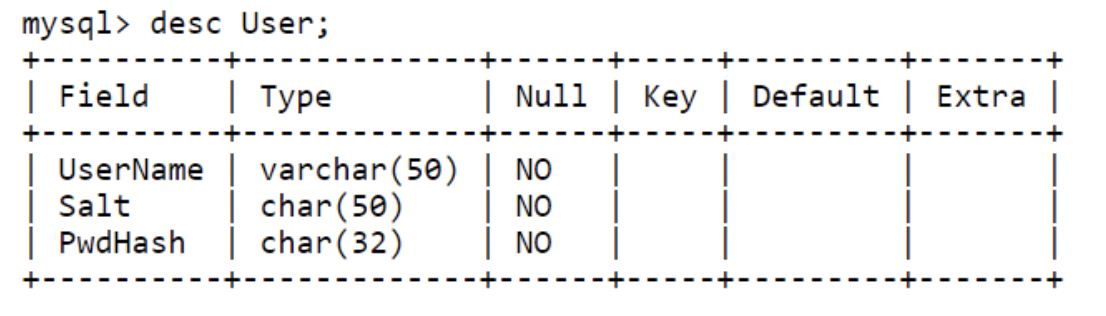 mysql> desc User;
+----------+-------------+------+-----+---------+-------+
| Field    | Type        | Null | Key | Default | Extra |
+----------+-------------+------+-----+---------+-------+
| UserName | varchar(50) | NO   |     |         |       |
| Salt     | char(50)    | NO   |     |         |       |
| PwdHash  | char(32)    | NO   |     |         |       |
+----------+-------------+------+-----+---------+-------+